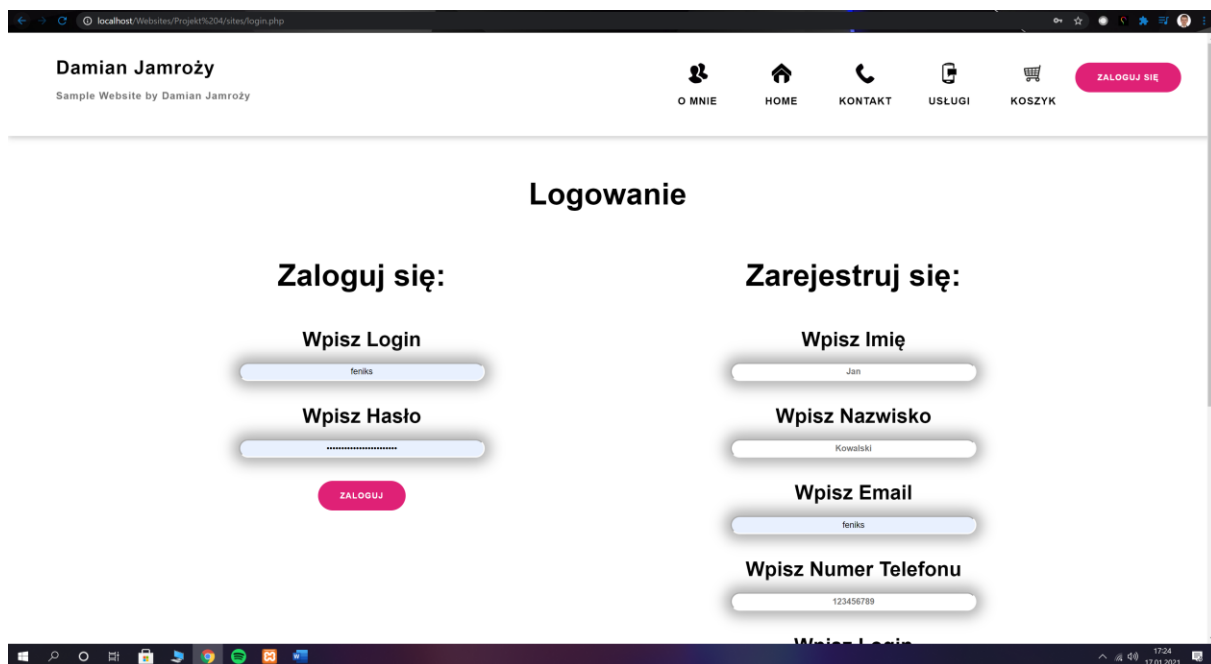 localhost/Websites/Projekt%204/sites/login.php
Damian Jamroży
Sample Website by Damian Jamroży
O MNIE
HOME
KONTAKT
USŁUGI
KOSZYK
ZALOGUJ SIĘ
Logowanie
Zaloguj się:
Wpisz Login
feniks
Wpisz Hasło
ZALOGUJ
Zarejestruj się:
Wpisz Imię
Jan
Wpisz Nazwisko
Kowalski
Wpisz Email
feniks
Wpisz Numer Telefonu
123456789
Wpisz Login
17:24
17.01.2021